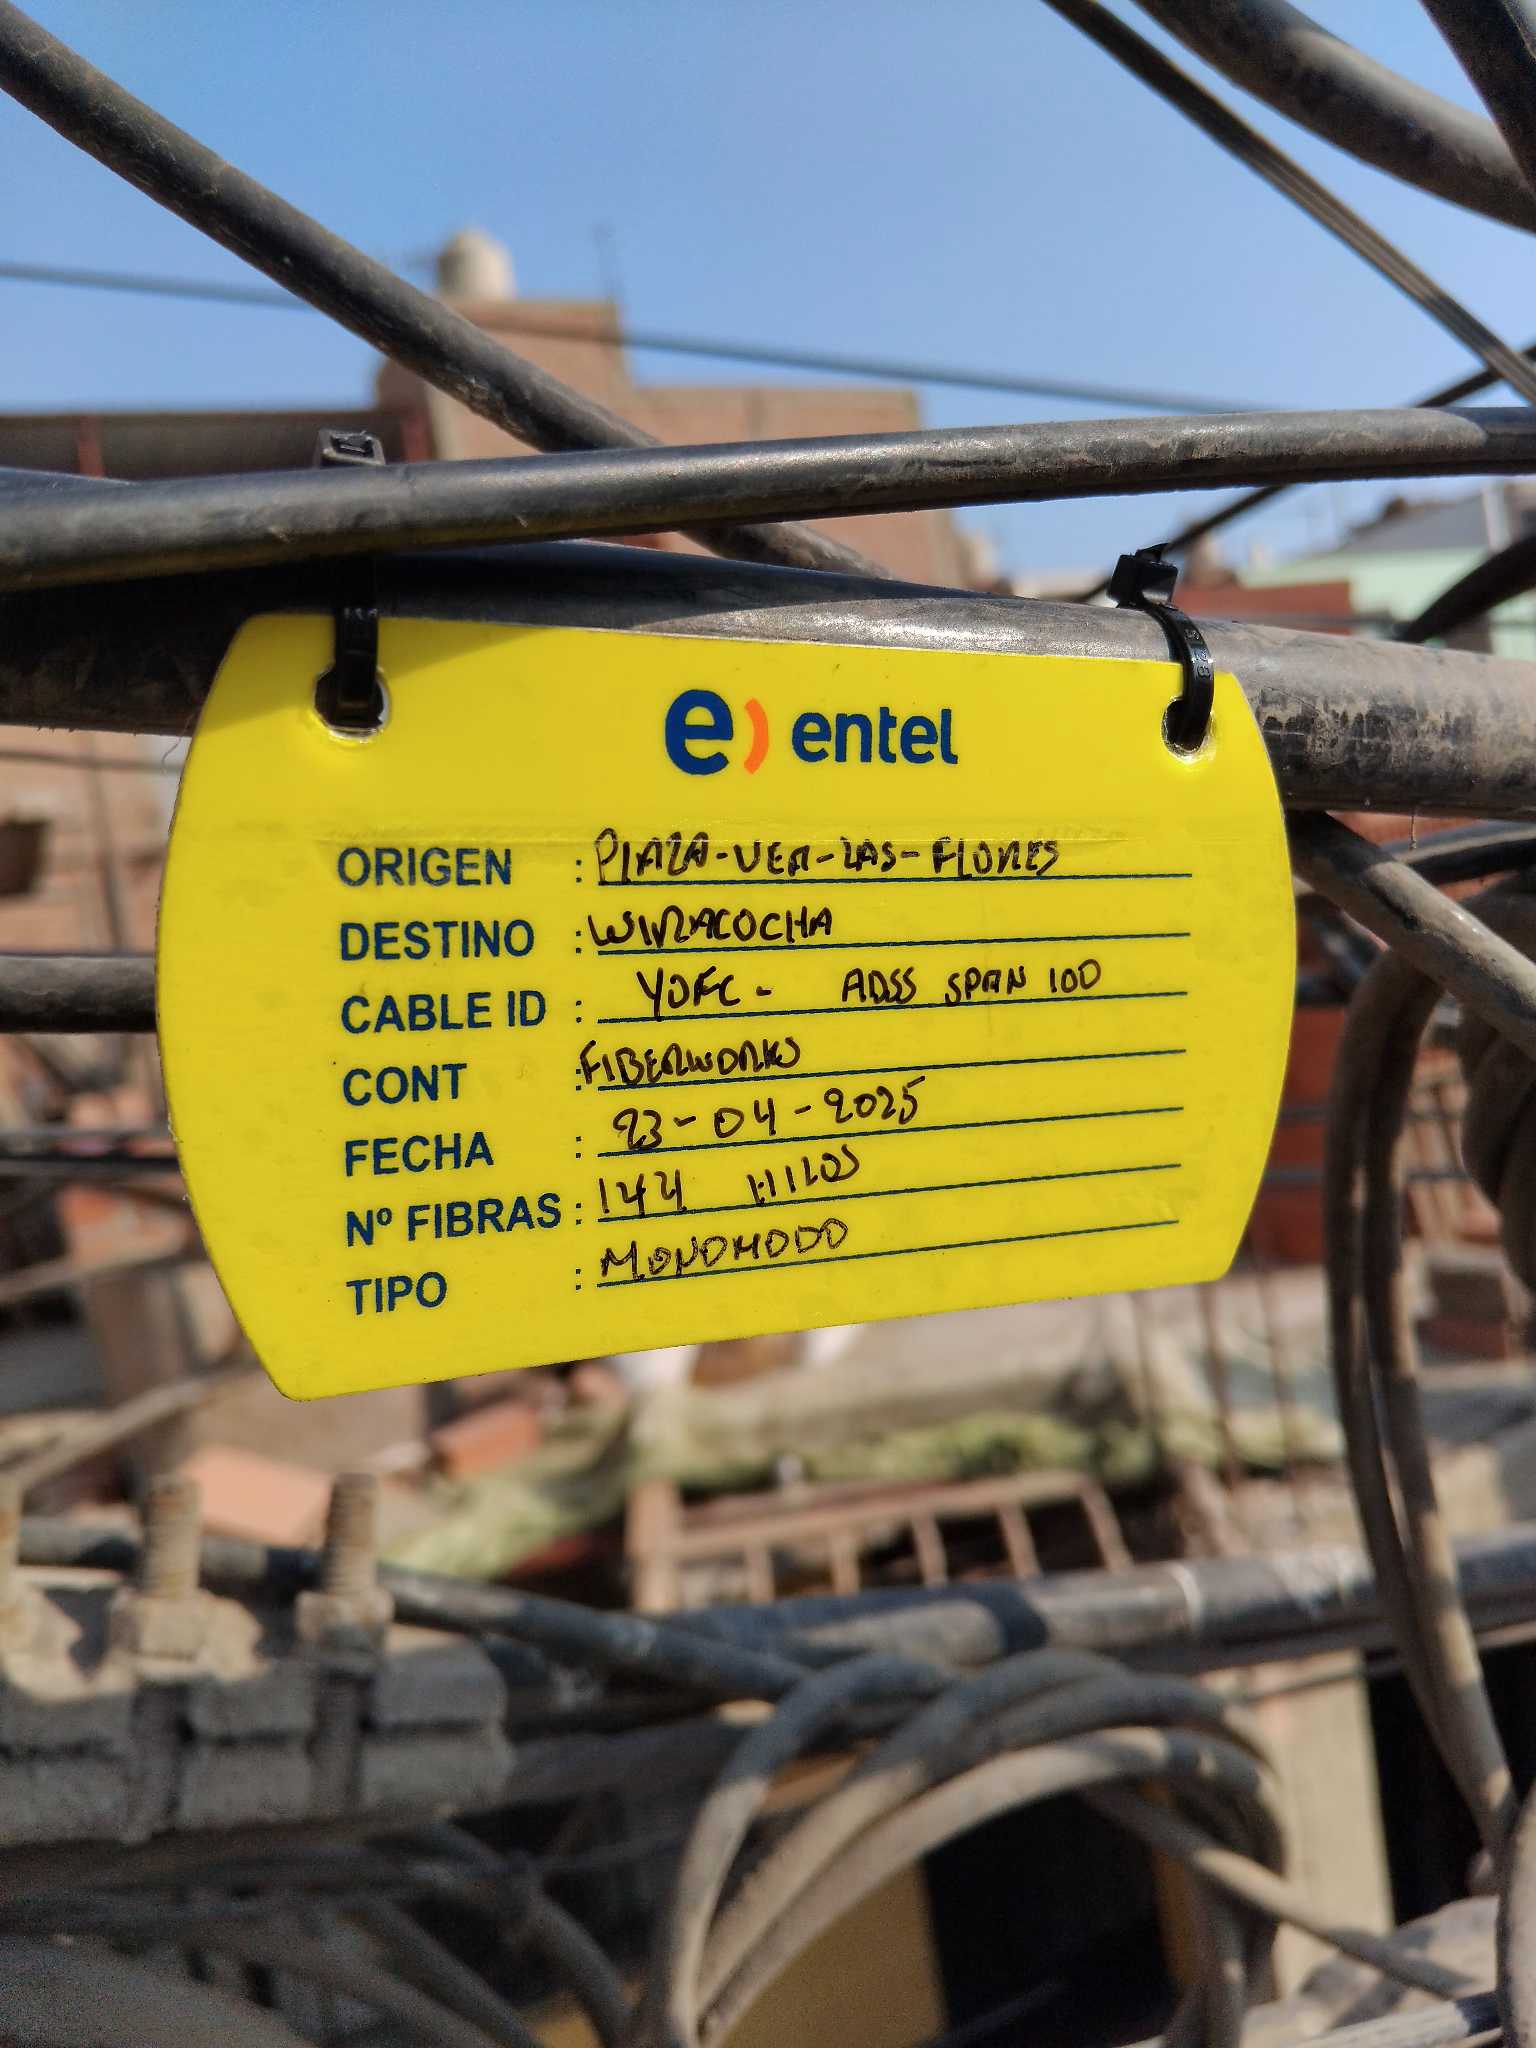 e) entel
ORIGEN : PLAZA-VEA-LAS-FLORES
DESTINO : WIRACOCHA
CABLE ID : YOFC - ADSS SPAN 100
CONT : FIBERWORKS
FECHA : 23-04-2025
Nº FIBRAS : 144 HILOS
TIPO : MONOMODO